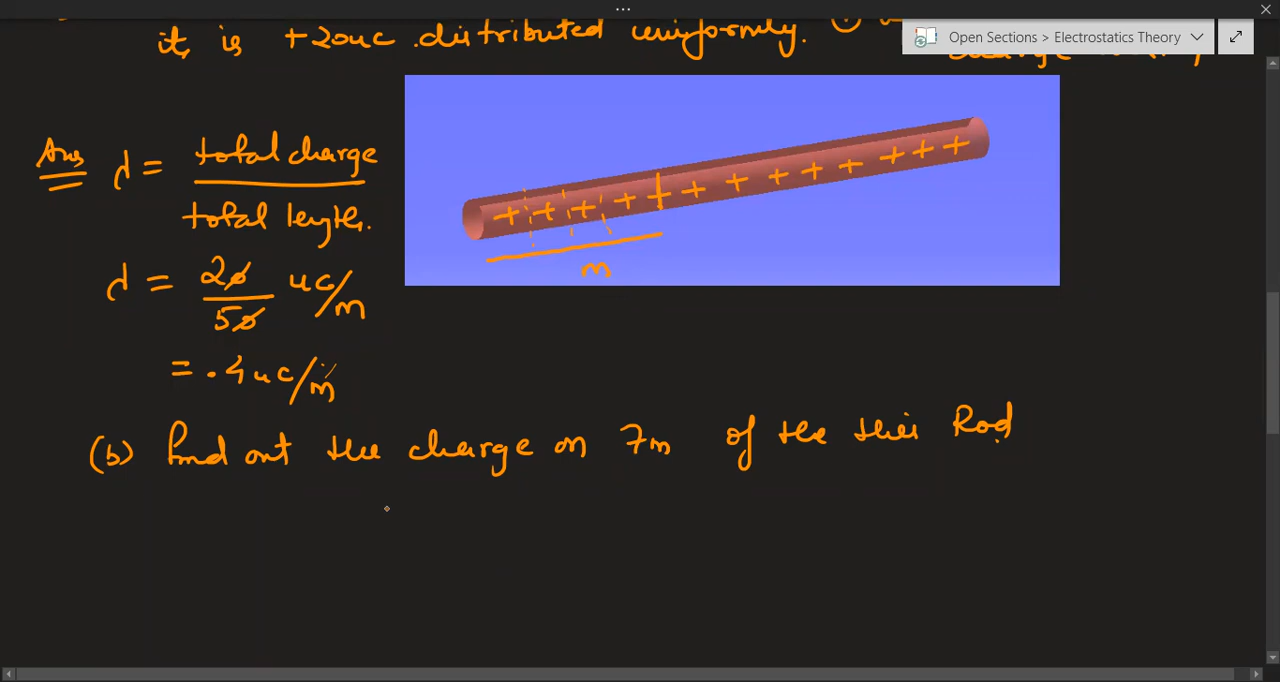 it is +20uc distributed uniformly.
Open Sections > Electrostatics Theory
Ans λ = total charge
total length.
+ + + + + + + + + + + +
m
λ = 20
50 uc/m
= .4uc/m
(b) Find out the charge on 7m of the this Rod.